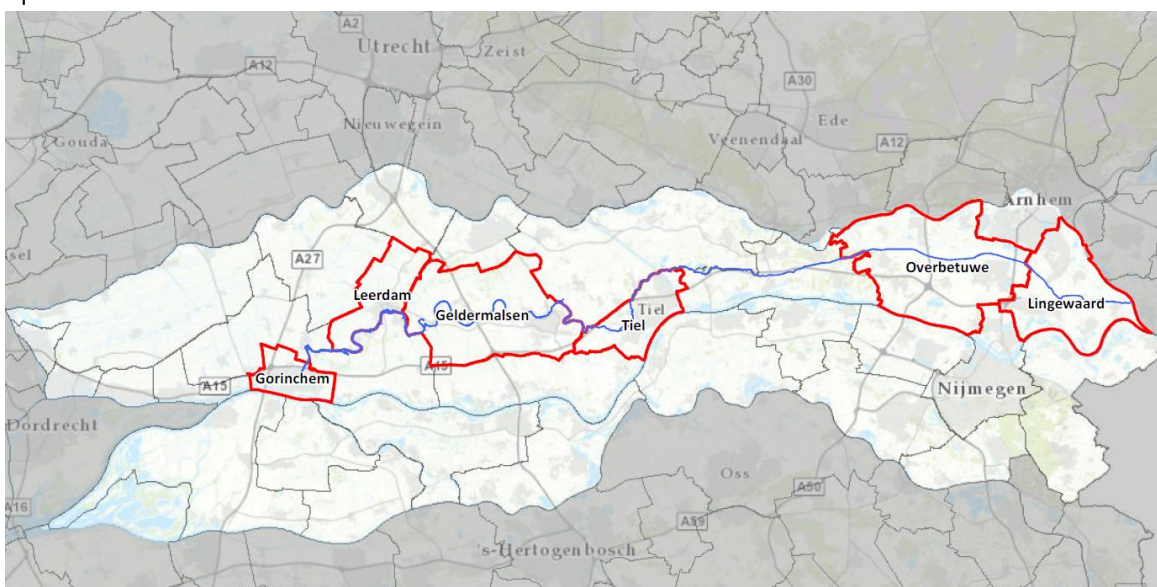 A2
Utrecht
Zeist
A12
A30
Nieuwegein
Ede
Gouda
Veenendaal
A12
Arnhem
A27
Overbetuwe
Leerdam
Lingewaard
Tiel
Geldermalsen
Tiel
A15
Gorinchem
A15
Nijmegen
Dordrecht
Oss
A50
A16
A59
's-Hertogenbosch